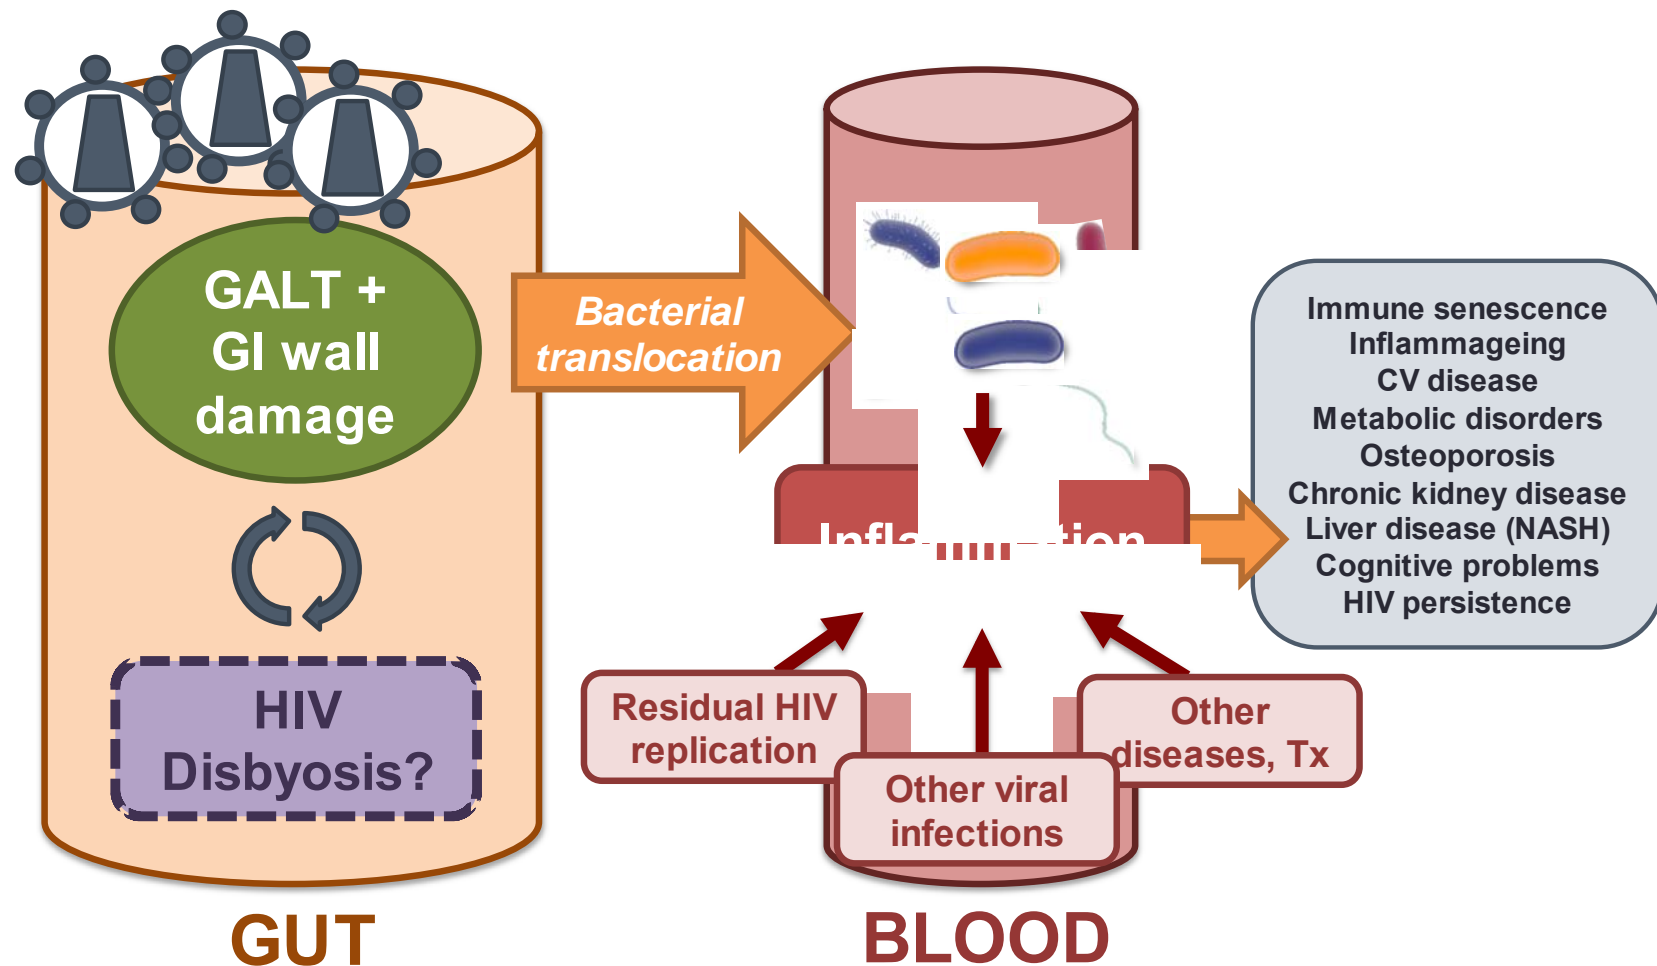 GALT +
GI wall
damage
HIV
Disbyosis?
GUT
Bacterial
translocation
Residual HIV
replication
Other viral
infections
Other
diseases, Tx
BLOOD
Immune senescence
Inflammageing
CV disease
Metabolic disorders
Osteoporosis
Chronic kidney disease
Liver disease (NASH)
Cognitive problems
HIV persistence